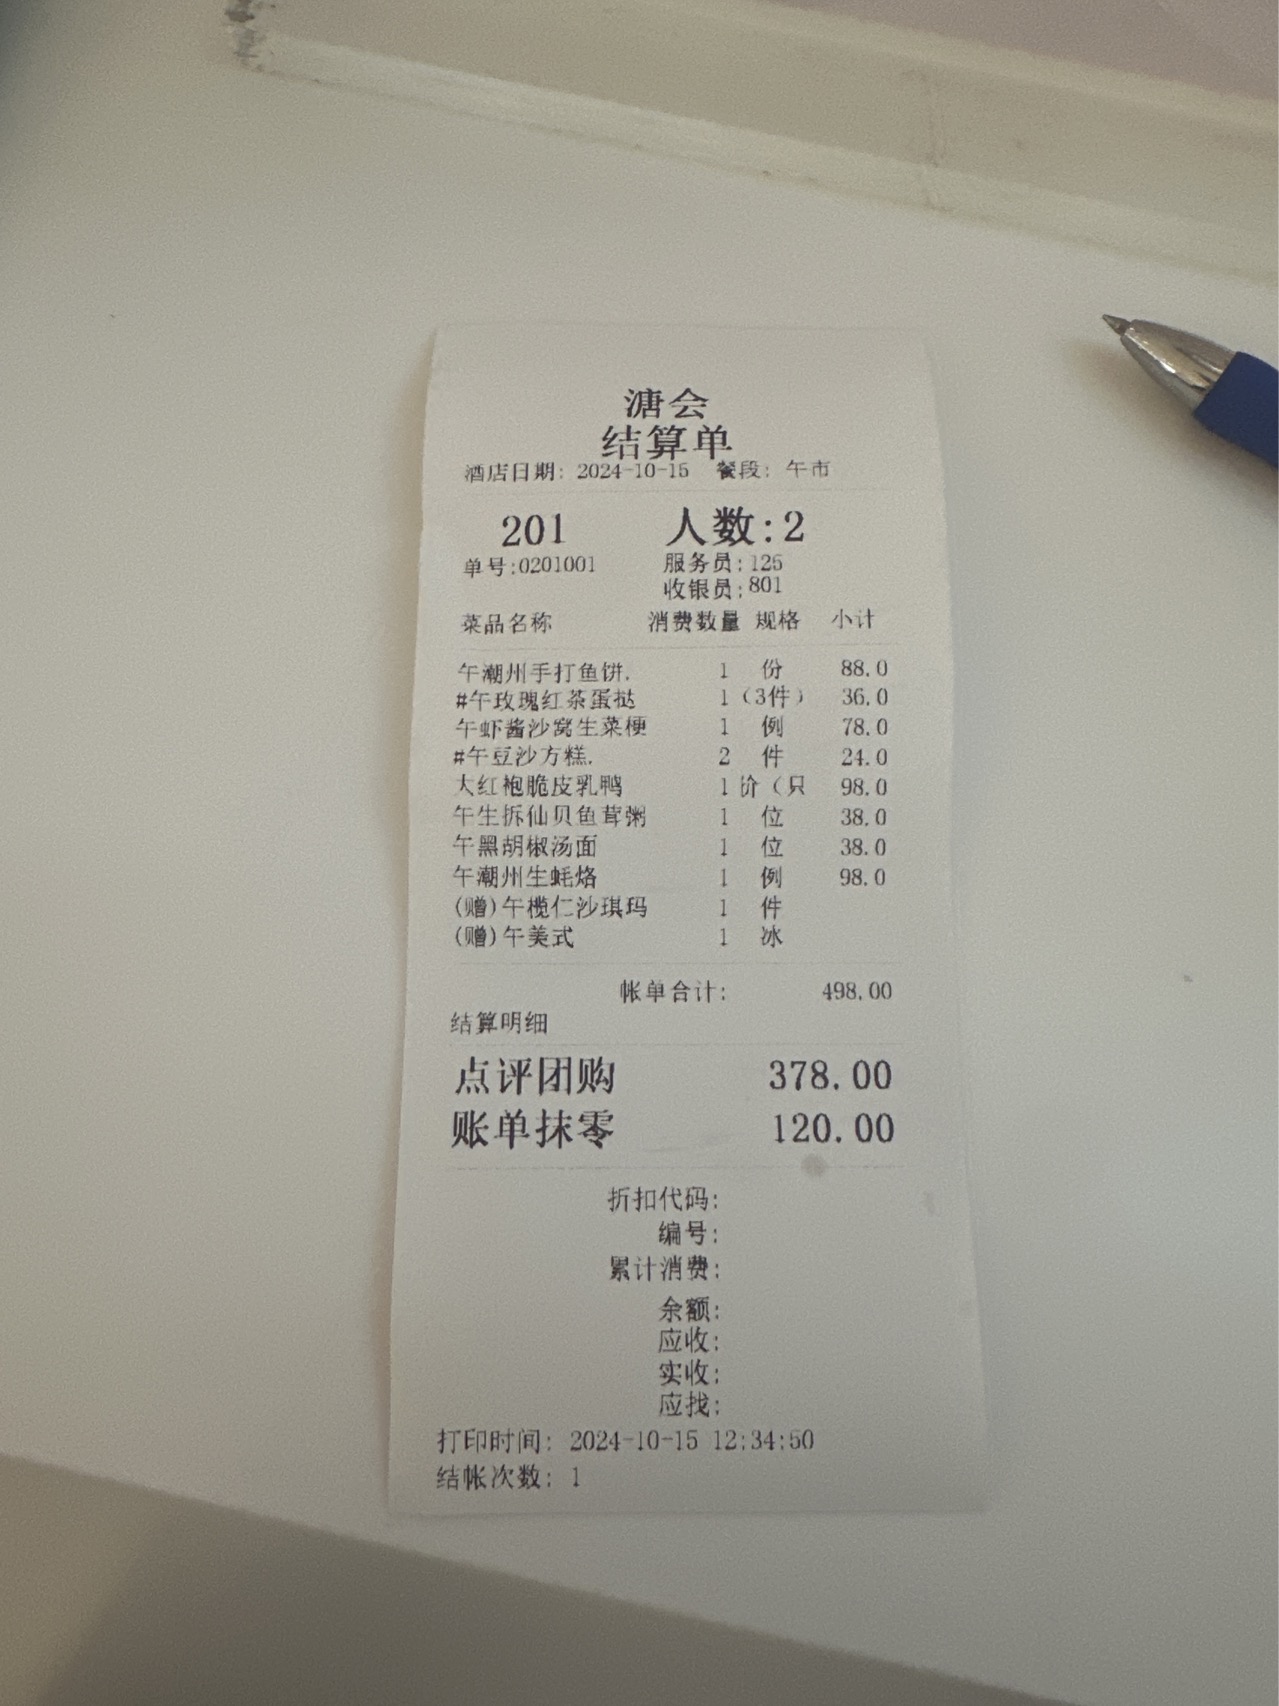 溏会
结算单
酒店日期: 2024-10-15 餐段: 午市
201 人数:2
单号:0201001 服务员:125
收银员:801
菜品名称 消费数量 规格 小计
午潮州手打鱼饼. 1 份 88.0
#午玫瑰红茶蛋挞 1 (3件) 36.0
午虾酱沙窝生菜梗 1 例 78.0
#午豆沙方糕. 2 件 24.0
大红袍脆皮乳鸭 1 价(只 98.0
午生拆仙贝鱼茸粥 1 位 38.0
午黑胡椒汤面 1 位 38.0
午潮州生蚝烙 1 例 98.0
(赠)午榄仁沙琪玛 1 件
(赠)午美式 1 冰
帐单合计: 498.00
结算明细
点评团购 378.00
账单抹零 120.00
折扣代码:
编号:
累计消费:
余额:
应收:
实收:
应找:
打印时间: 2024-10-15 12:34:50
结帐次数: 1